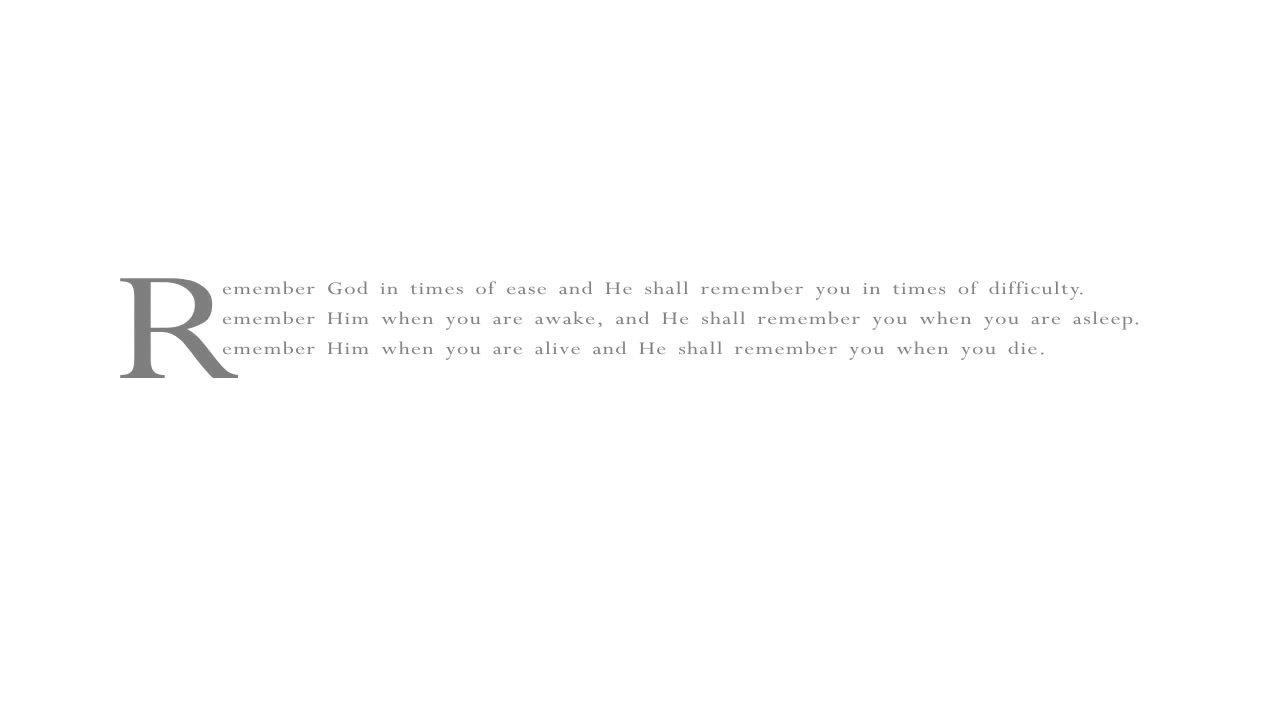 Remember God in times of ease and He shall remember you in times of difficulty.
Remember Him when you are awake, and He shall remember you when you are asleep.
Remember Him when you are alive and He shall remember you when you die.